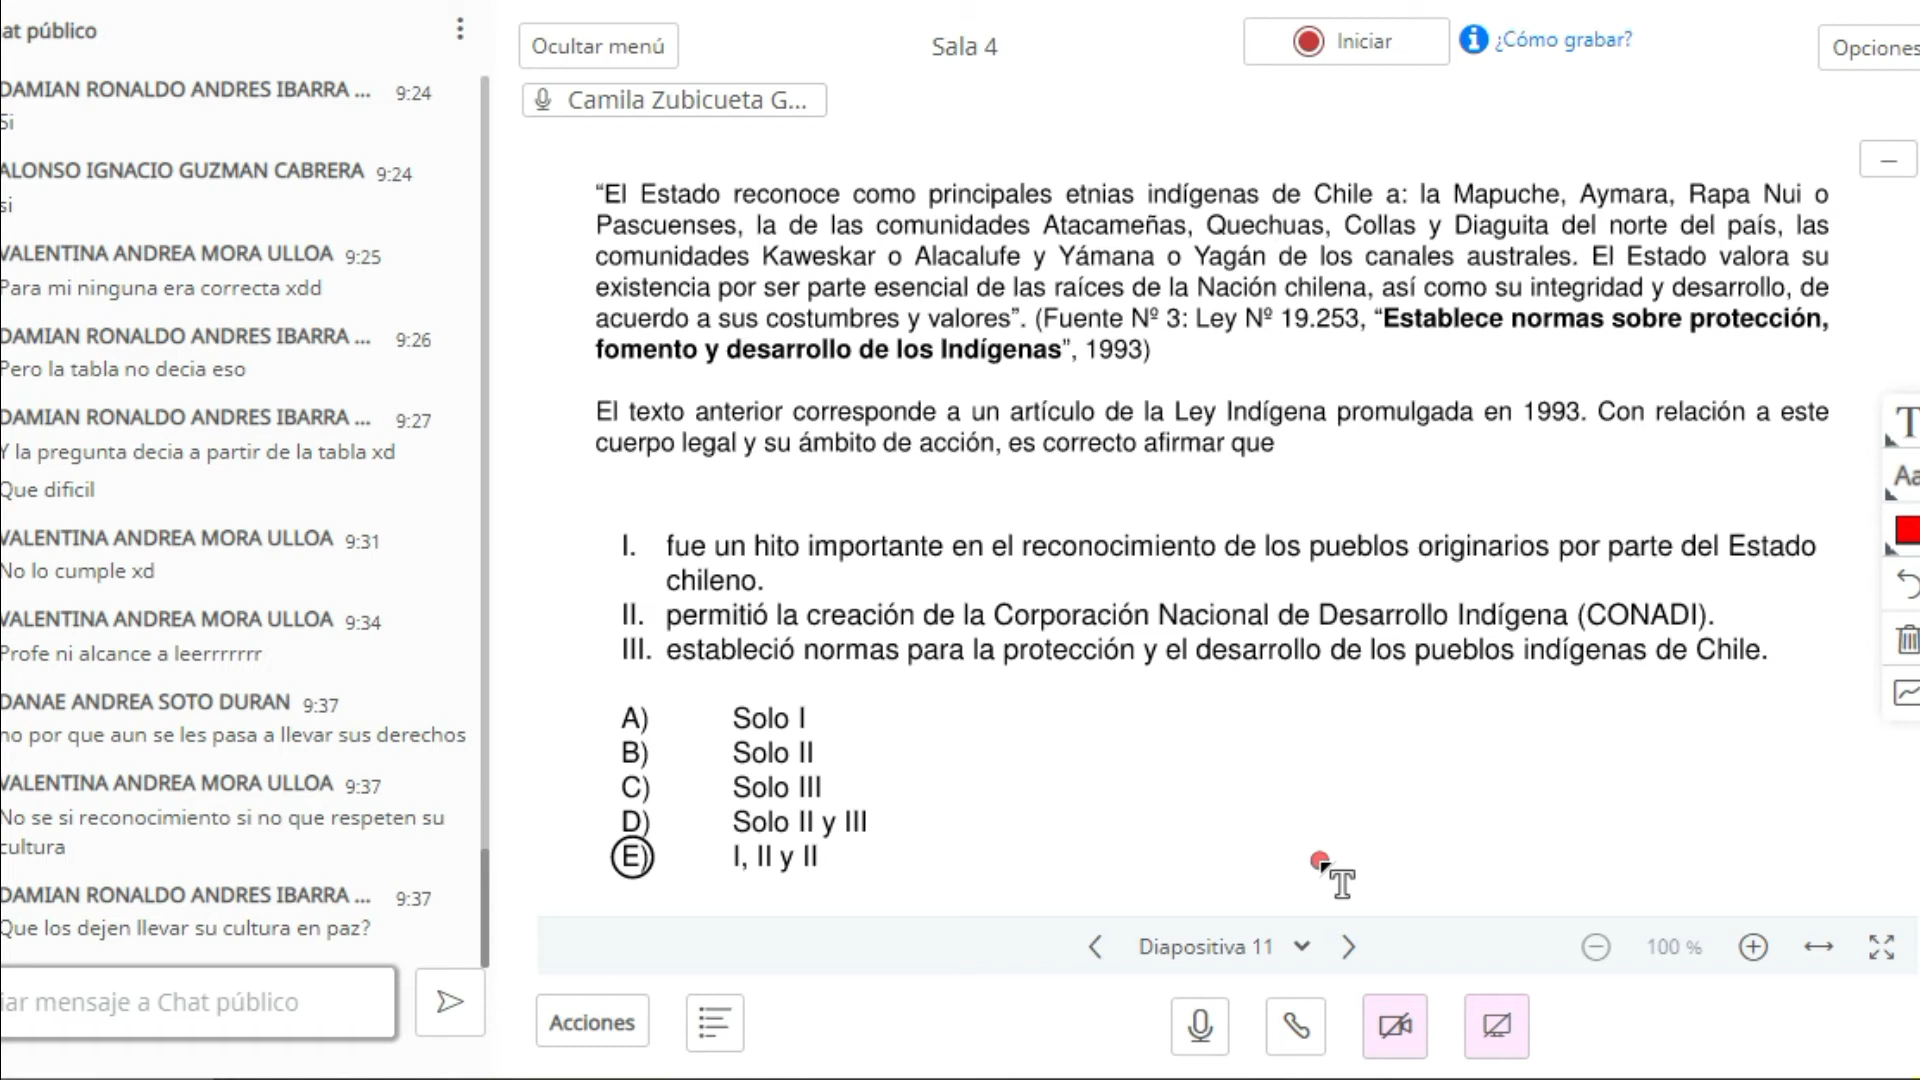 at público
DAMIAN RONALDO ANDRES IBARRA ... 9:24
Si
ALONSO IGNACIO GUZMAN CABRERA 9:24
si
VALENTINA ANDREA MORA ULLOA 9:25
Para mi ninguna era correcta xdd
DAMIAN RONALDO ANDRES IBARRA ... 9:26
Pero la tabla no decia eso
DAMIAN RONALDO ANDRES IBARRA ... 9:27
Y la pregunta decia a partir de la tabla xd
Que dificil
VALENTINA ANDREA MORA ULLOA 9:31
No lo cumple xd
VALENTINA ANDREA MORA ULLOA 9:34
Profe ni alcance a leerrrrrrr
DANAE ANDREA SOTO DURAN 9:37
no por que aun se les pasa a llevar sus derechos
VALENTINA ANDREA MORA ULLOA 9:37
No se si reconocimiento si no que respeten su
cultura
DAMIAN RONALDO ANDRES IBARRA ... 9:37
Que los dejen llevar su cultura en paz?
iar mensaje a Chat público
Ocultar menú
Sala 4
Iniciar
¿Cómo grabar?
Opciones
Camila Zubicueta G...
“El Estado reconoce como principales etnias indígenas de Chile a: la Mapuche, Aymara, Rapa Nui o
Pascuenses, la de las comunidades Atacameñas, Quechuas, Collas y Diaguita del norte del país, las
comunidades Kaweskar o Alacalufe y Yámana o Yagán de los canales australes. El Estado valora su
existencia por ser parte esencial de las raíces de la Nación chilena, así como su integridad y desarrollo, de
acuerdo a sus costumbres y valores”. (Fuente Nº 3: Ley Nº 19.253, “Establece normas sobre protección,
fomento y desarrollo de los Indígenas”, 1993)
El texto anterior corresponde a un artículo de la Ley Indígena promulgada en 1993. Con relación a este
cuerpo legal y su ámbito de acción, es correcto afirmar que
I. fue un hito importante en el reconocimiento de los pueblos originarios por parte del Estado
chileno.
II. permitió la creación de la Corporación Nacional de Desarrollo Indígena (CONADI).
III. estableció normas para la protección y el desarrollo de los pueblos indígenas de Chile.
A) Solo I
B) Solo II
C) Solo III
D) Solo II y III
E) I, II y II
T
Aa
Diapositiva 11
100 %
Acciones